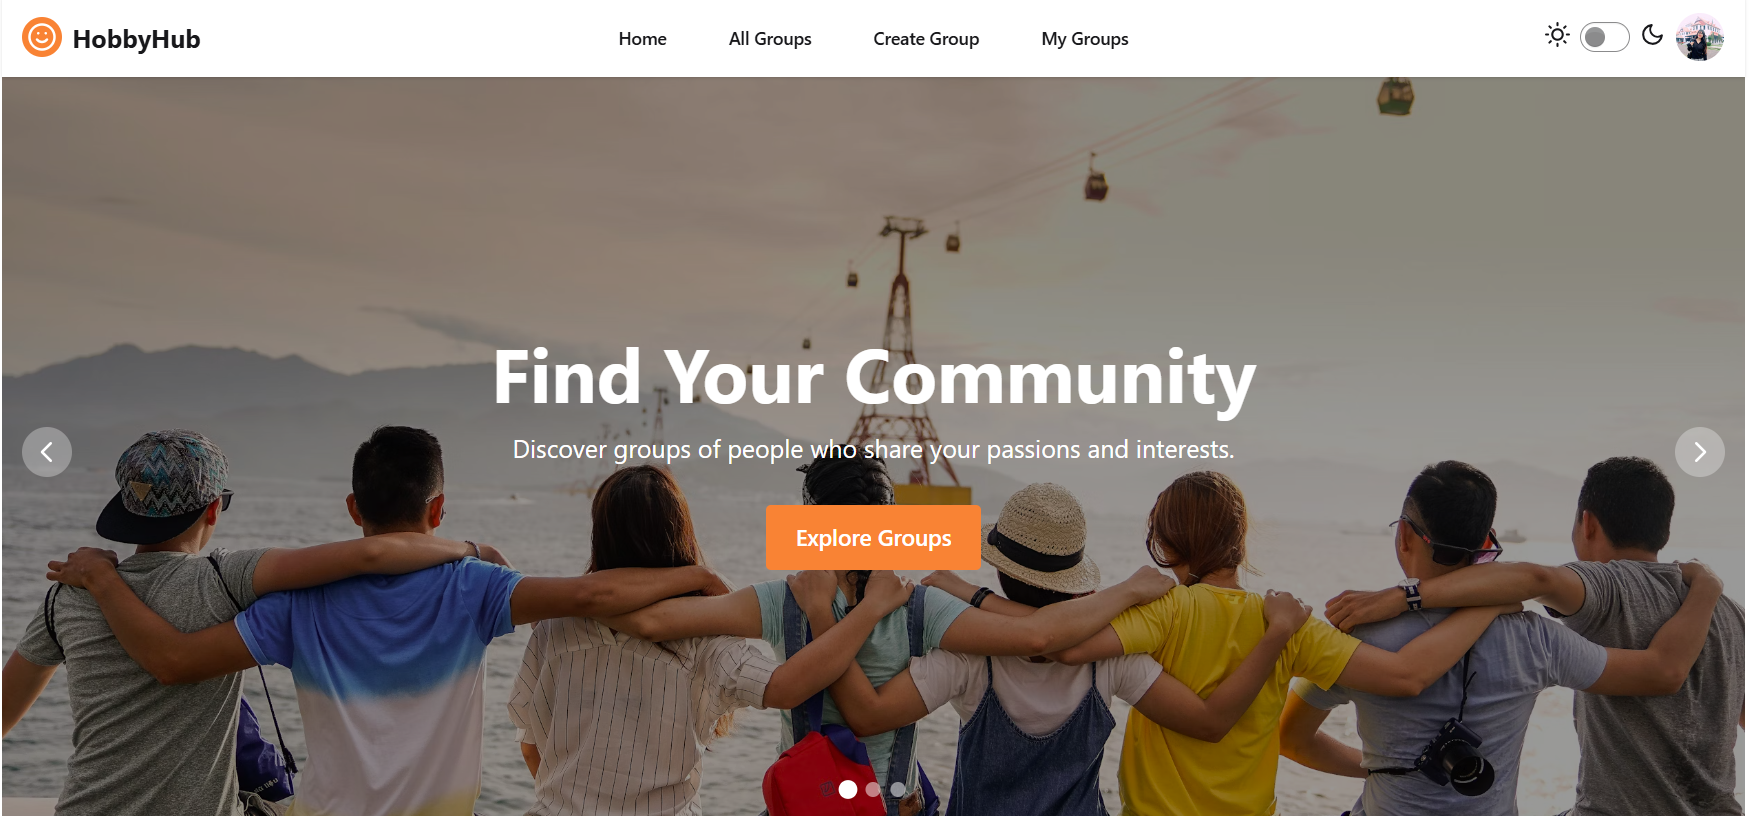 HobbyHub
Home
All Groups
Create Group
My Groups
Find Your Community
Discover groups of people who share your passions and interests.
Explore Groups